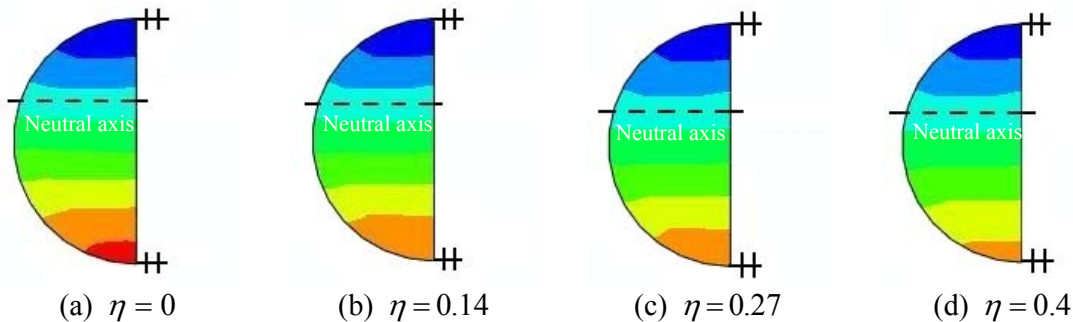 Neutral axis
Neutral axis
Neutral axis
Neutral axis
(a) η = 0
(b) η = 0.14
(c) η = 0.27
(d) η = 0.4